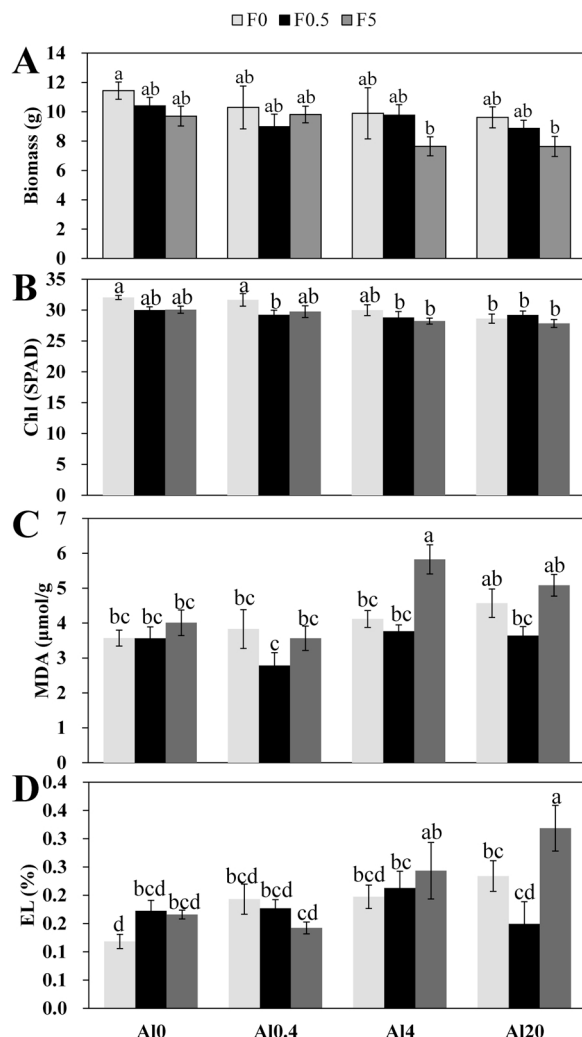 F0 F0.5 F5
A
Biomass (g)
14
12
10
8
6
4
2
0
a ab ab ab ab ab ab ab b ab ab b
B
Chl (SPAD)
35
30
25
20
15
10
5
0
a ab ab a b ab ab b b b b b
C
MDA (µmol/g
7
6
5
4
3
2
1
0
bc bc bc bc c bc bc bc a ab bc ab
D
EL (%)
0.4
0.3
0.3
0.2
0.2
0.1
0.1
0.0
d bcd bcd bcd bcd cd bcd bc ab bc cd a
Al0 Al0.4 Al4 Al20